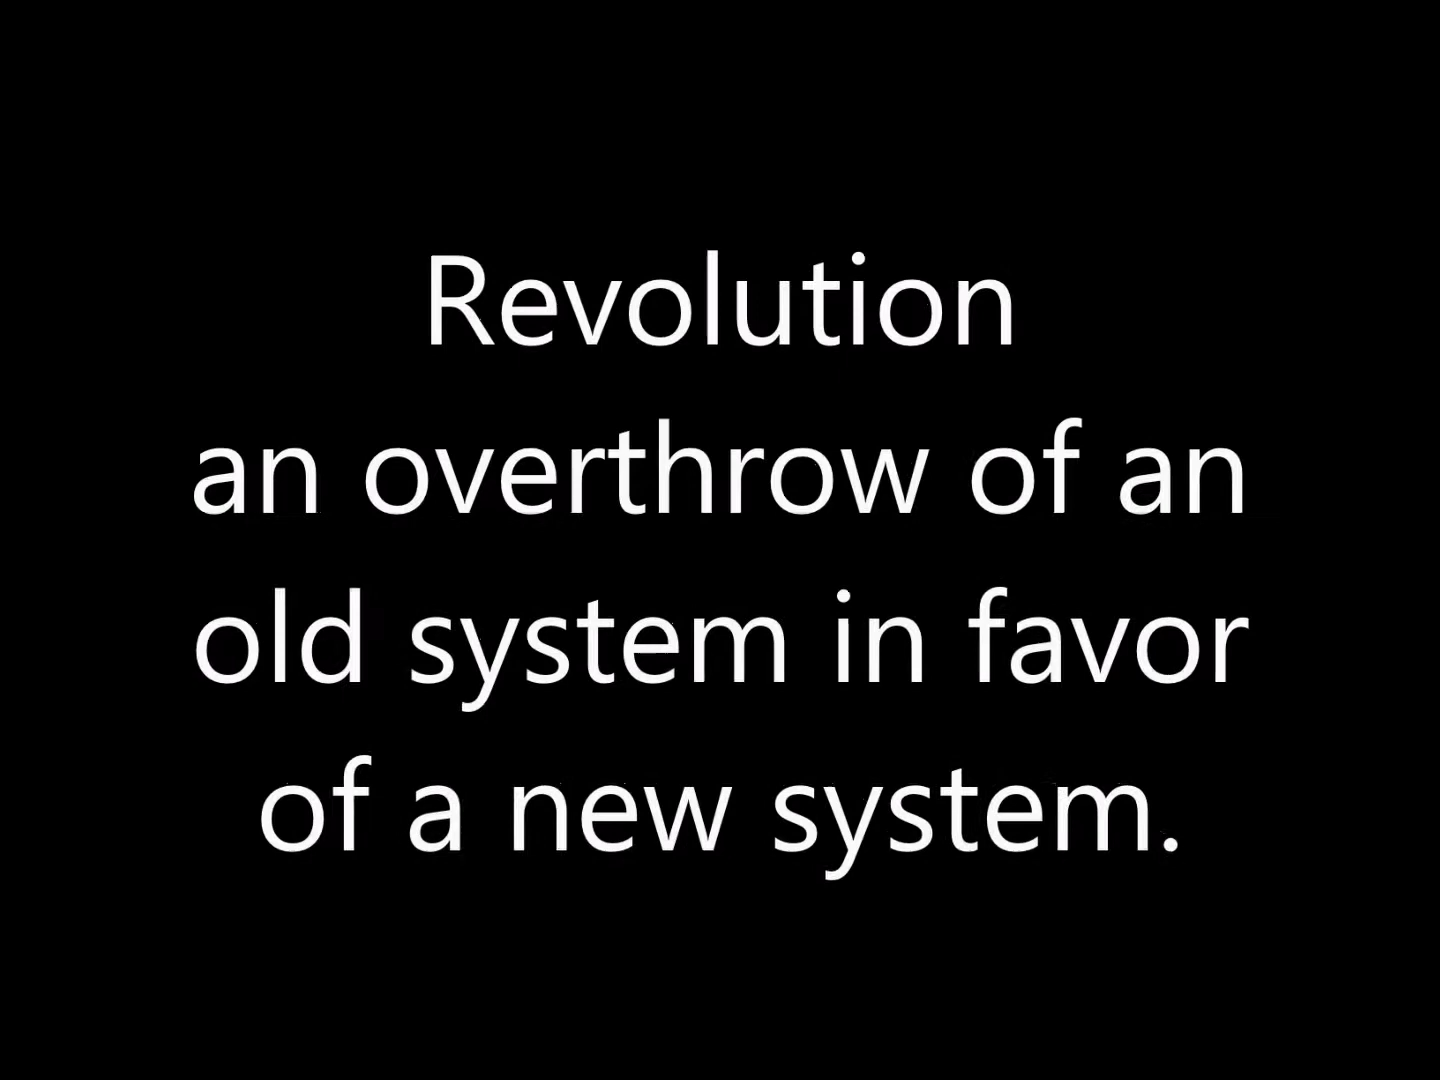 Revolution
an overthrow of an
old system in favor
of a new system.